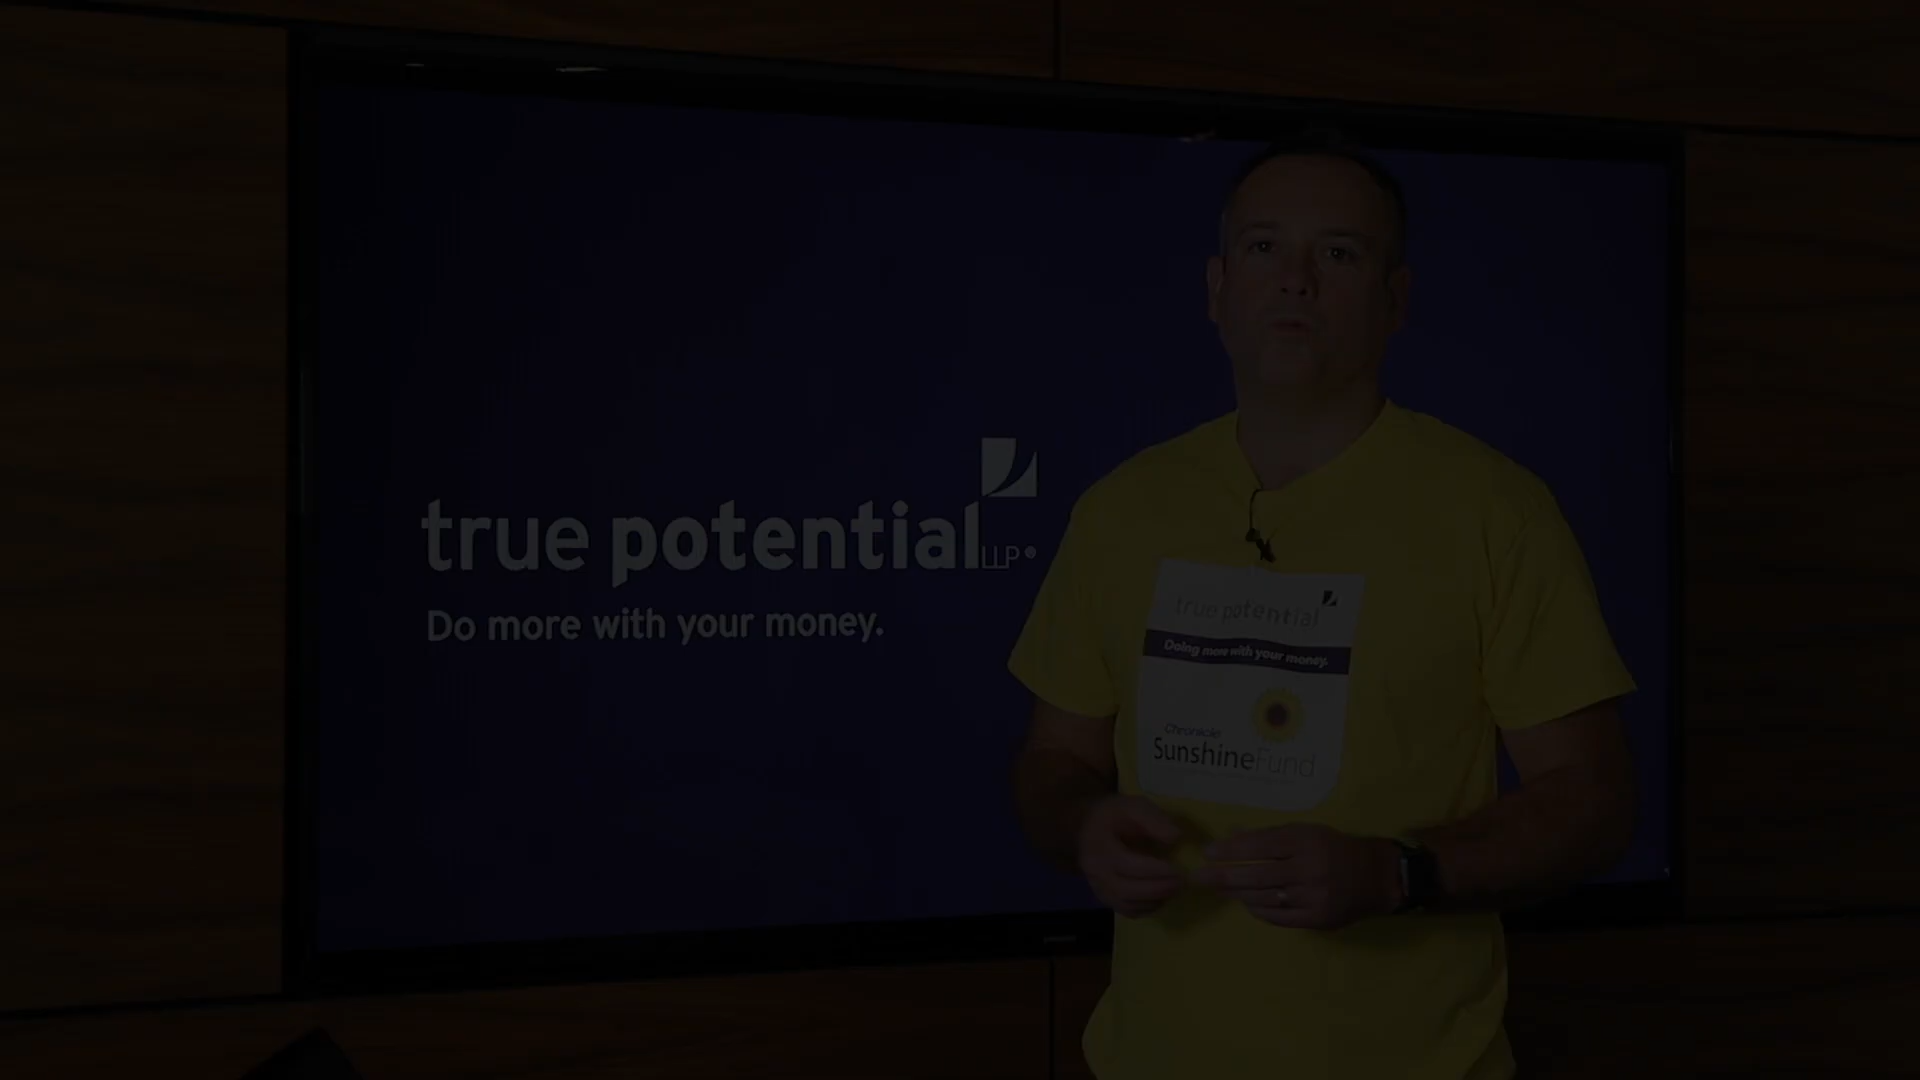 true potential LLP®
Do more with your money.
true potential
Doing more with your money.
Chronicle
SunshineFund